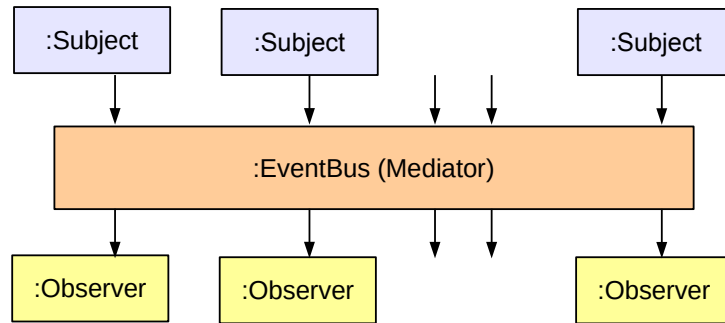 :Subject
:Subject
:Subject
:EventBus (Mediator)
:Observer
:Observer
:Observer